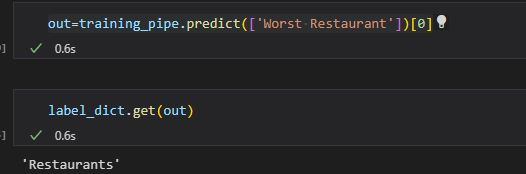 out=training_pipe.predict(['Worst Restaurant'])[0]
0.6s
label_dict.get(out)
0.6s
'Restaurants'